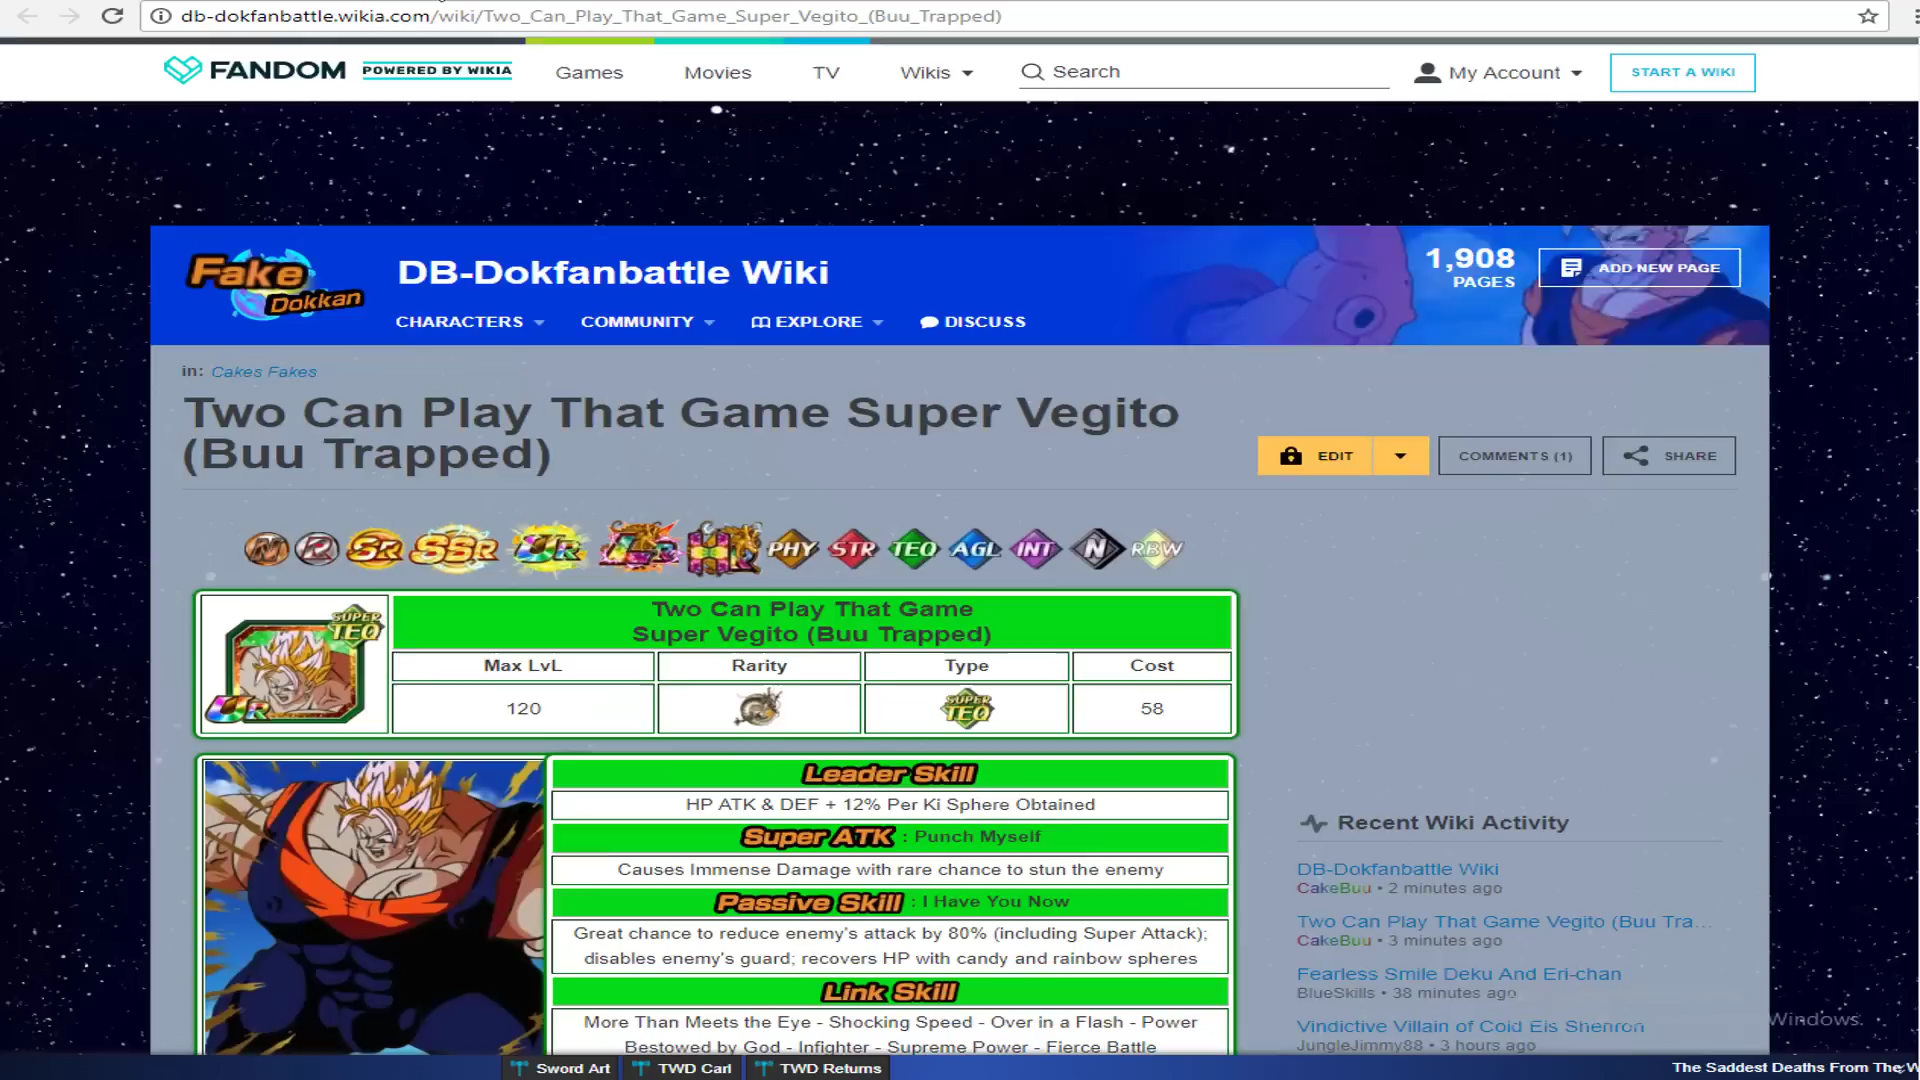 db-dokfanbattle.wikia.com/wiki/Two_Can_Play_That_Game_Super_Vegito_(Buu_Trapped)
FANDOM POWERED BY WIKIA Games Movies TV Wikis Search My Account START A WIKI
Fake Dokkan
DB-Dokfanbattle Wiki
1,908 PAGES
ADD NEW PAGE
CHARACTERS COMMUNITY EXPLORE DISCUSS
in: Cakes Fakes
Two Can Play That Game Super Vegito
(Buu Trapped)
EDIT COMMENTS (1) SHARE
N R SR SSR UR LR HR PHY STR TEQ AGL INT N RBW
SUPER TEQ
UR
Two Can Play That Game
Super Vegito (Buu Trapped)
Max LvL Rarity Type Cost
120 SUPER TEQ 58
Leader Skill
HP ATK & DEF + 12% Per Ki Sphere Obtained
Super ATK : Punch Myself
Causes Immense Damage with rare chance to stun the enemy
Passive Skill : I Have You Now
Great chance to reduce enemy's attack by 80% (including Super Attack);
disables enemy's guard; recovers HP with candy and rainbow spheres
Link Skill
More Than Meets the Eye - Shocking Speed - Over in a Flash - Power
Bestowed by God - Infighter - Supreme Power - Fierce Battle
Recent Wiki Activity
DB-Dokfanbattle Wiki
CakeBuu • 2 minutes ago
Two Can Play That Game Vegito (Buu Tra...
CakeBuu • 3 minutes ago
Fearless Smile Deku And Eri-chan
BlueSkills • 38 minutes ago
Vindictive Villain of Cold Eis Shenron
JungleJimmy88 • 3 hours ago
Windows.
Sword Art TWD Carl TWD Returns
The Saddest Deaths From The W